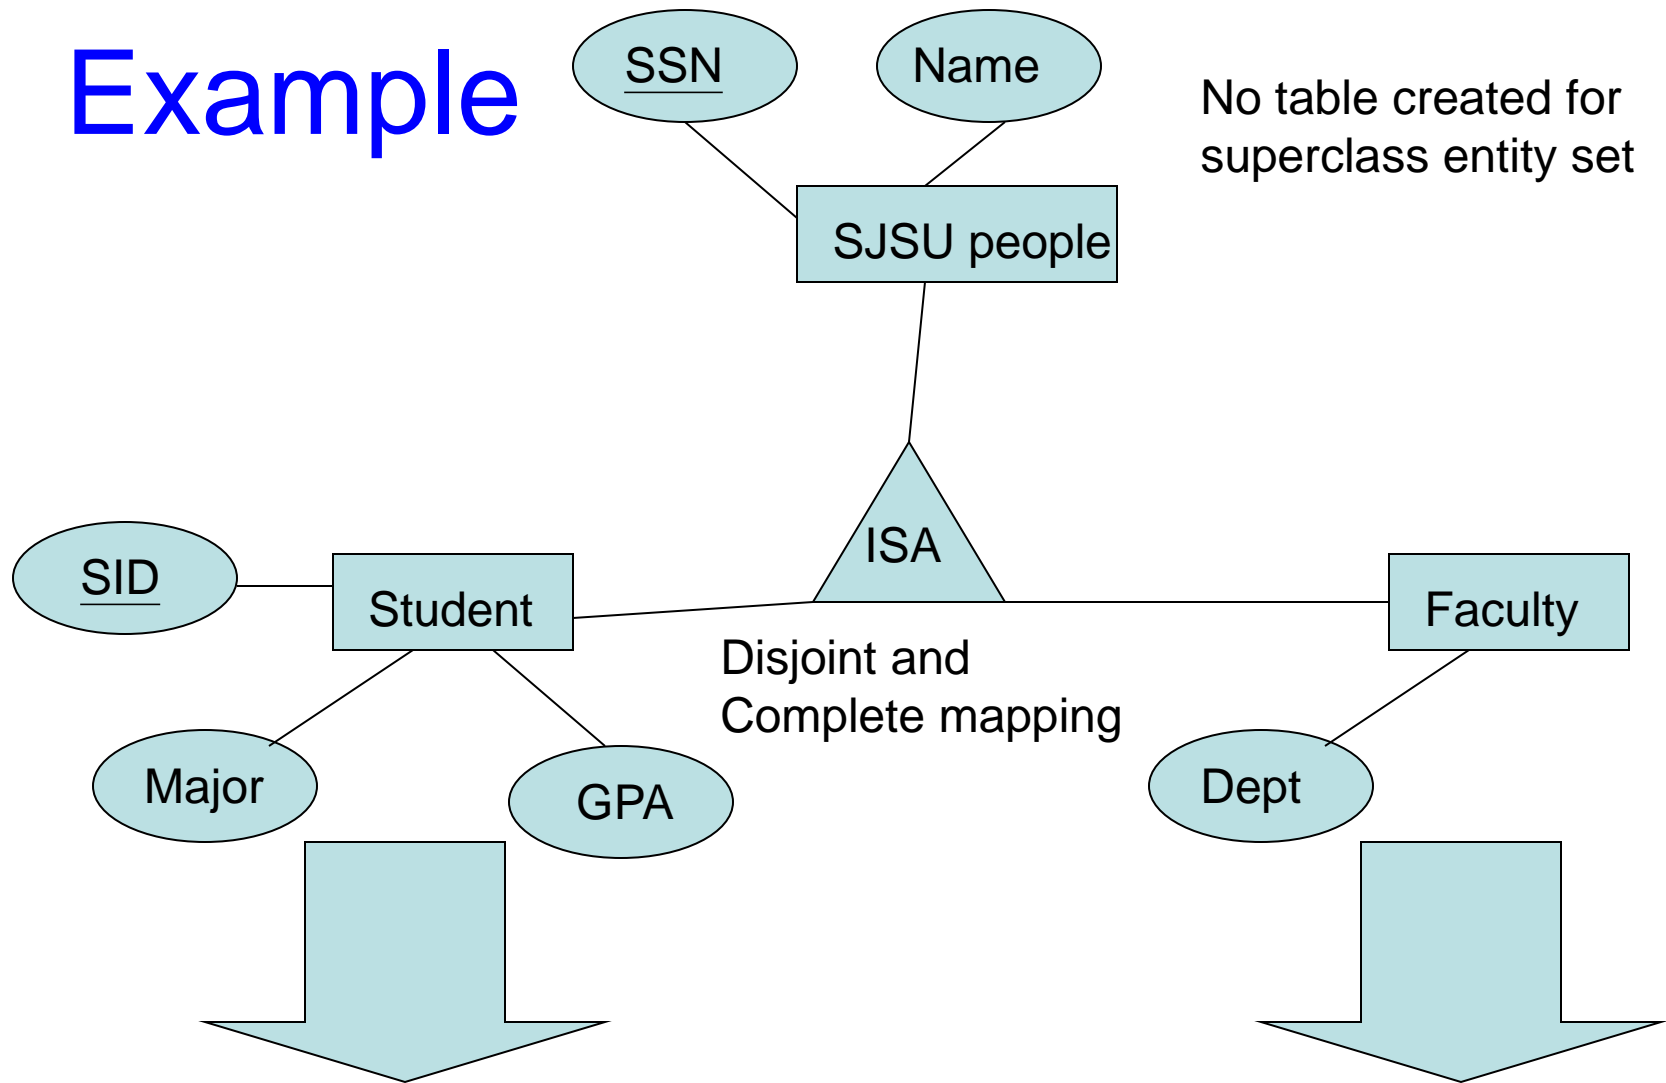 Example
SSN
Name
No table created for
superclass entity set
SJSU people
ISA
SID
Student
Faculty
Disjoint and
Complete mapping
Major
GPA
Dept